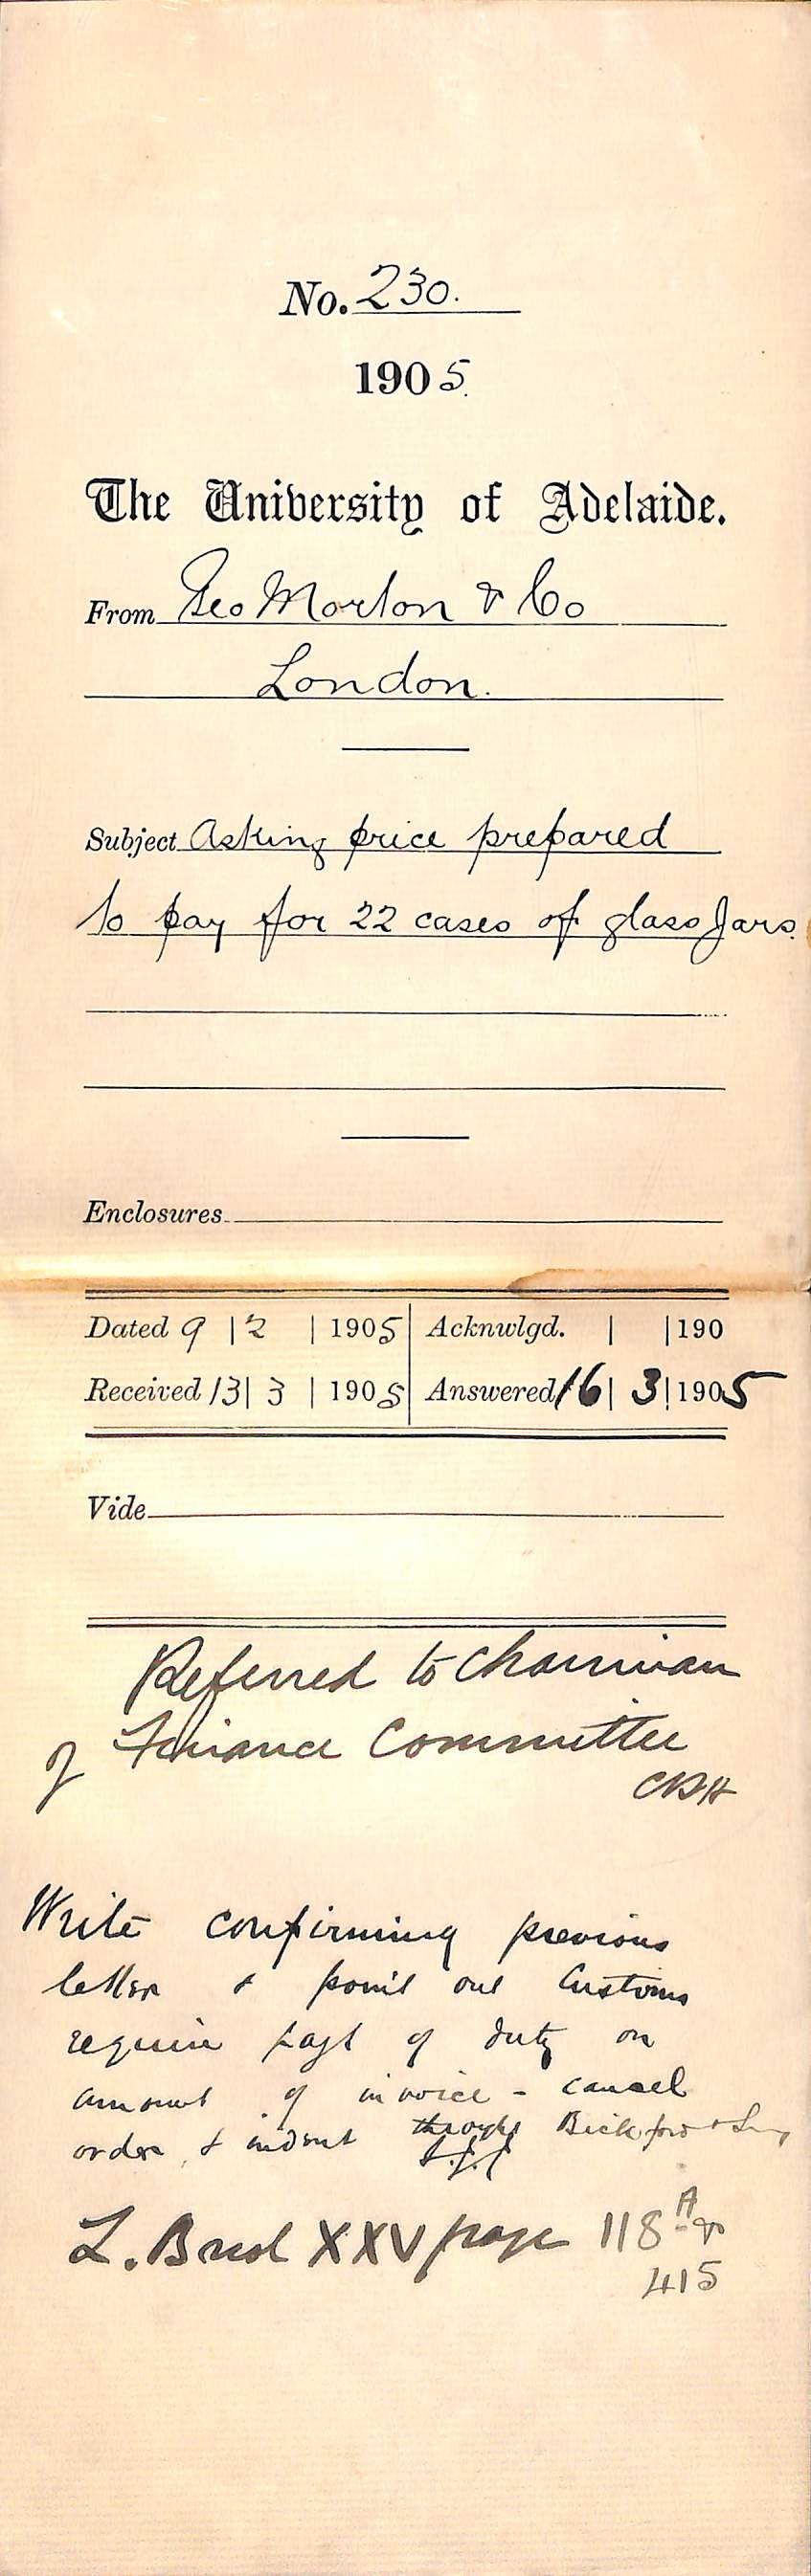 No. 230.
1905.
The University of Adelaide.
From Geo Morton & Co
London.
Subject Asking price prepared
to pay for 22 cases of glass Jars.
Enclosures
Dated 9 | 2 | 1905 Acknwlgd. | | 190
Received 13 | 3 | 1905 Answered 16 | 3 | 1905
Vide
Referred to Chairman
of Finance Committee
Write confirming previous
letter & point out Customs
require payt of duty on
amount of invoice - cancel
order & indent through Bickford & Sons
L. Book XXV page 118 A &
415